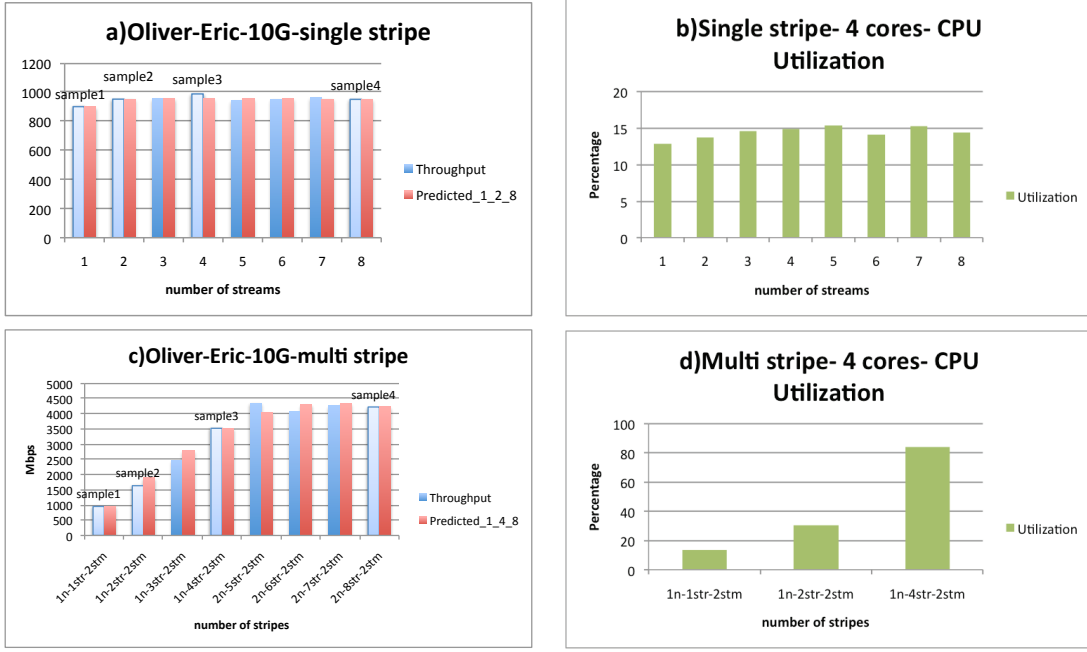 a)Oliver-Eric-10G-single stripe
1200
1000
800
600
400
200
0
sample1
sample2
sample3
sample4
1 2 3 4 5 6 7 8
number of streams
Throughput
Predicted_1_2_8
b)Single stripe- 4 cores- CPU
Utilization
20
15
10
5
0
Percentage
1 2 3 4 5 6 7 8
number of streams
Utilization
c)Oliver-Eric-10G-multi stripe
5000
4500
4000
3500
3000
2500
2000
1500
1000
500
0
Mbps
sample1
sample2
sample3
sample4
1n-1str-2stm
1n-2str-2stm
1n-3str-2stm
1n-4str-2stm
2n-5str-2stm
2n-6str-2stm
2n-7str-2stm
2n-8str-2stm
number of stripes
Throughput
Predicted_1_4_8
d)Multi stripe- 4 cores- CPU
Utilization
100
80
60
40
20
0
Percentage
1n-1str-2stm 1n-2str-2stm 1n-4str-2stm
number of stripes
Utilization